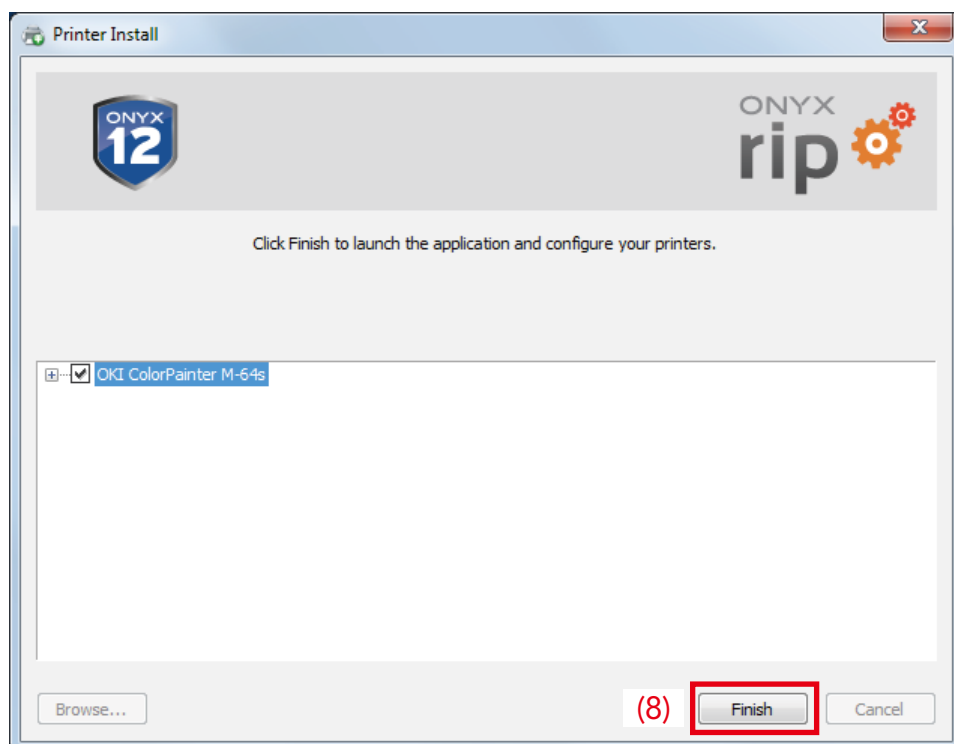 Printer Install
ONYX
12
ONYX
rip
Click Finish to launch the application and configure your printers.
OKI ColorPainter M-64s
Browse...
(8)
Finish
Cancel